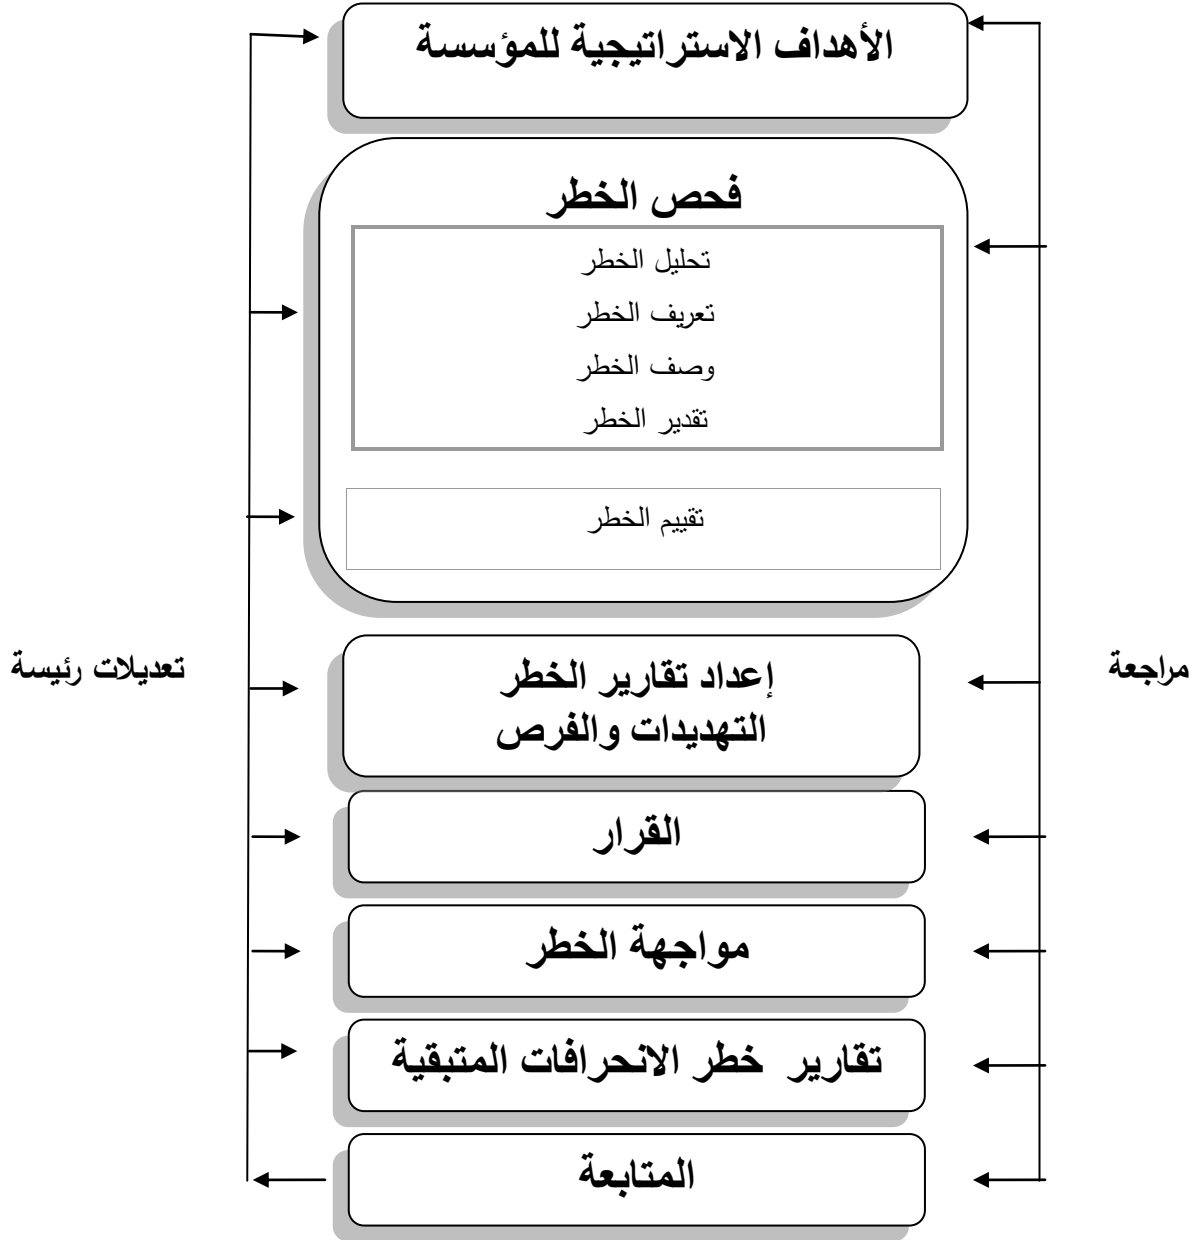 الأهداف الاستراتيجية للمؤسسة
فحص الخطر
تحليل الخطر
تعريف الخطر
وصف الخطر
تقدير الخطر
تقييم الخطر
مراجعة
تعديلات رئيسة
إعداد تقارير الخطر
التهديدات والفرص
القرار
مواجهة الخطر
تقارير خطر الانحرافات المتبقية
المتابعة